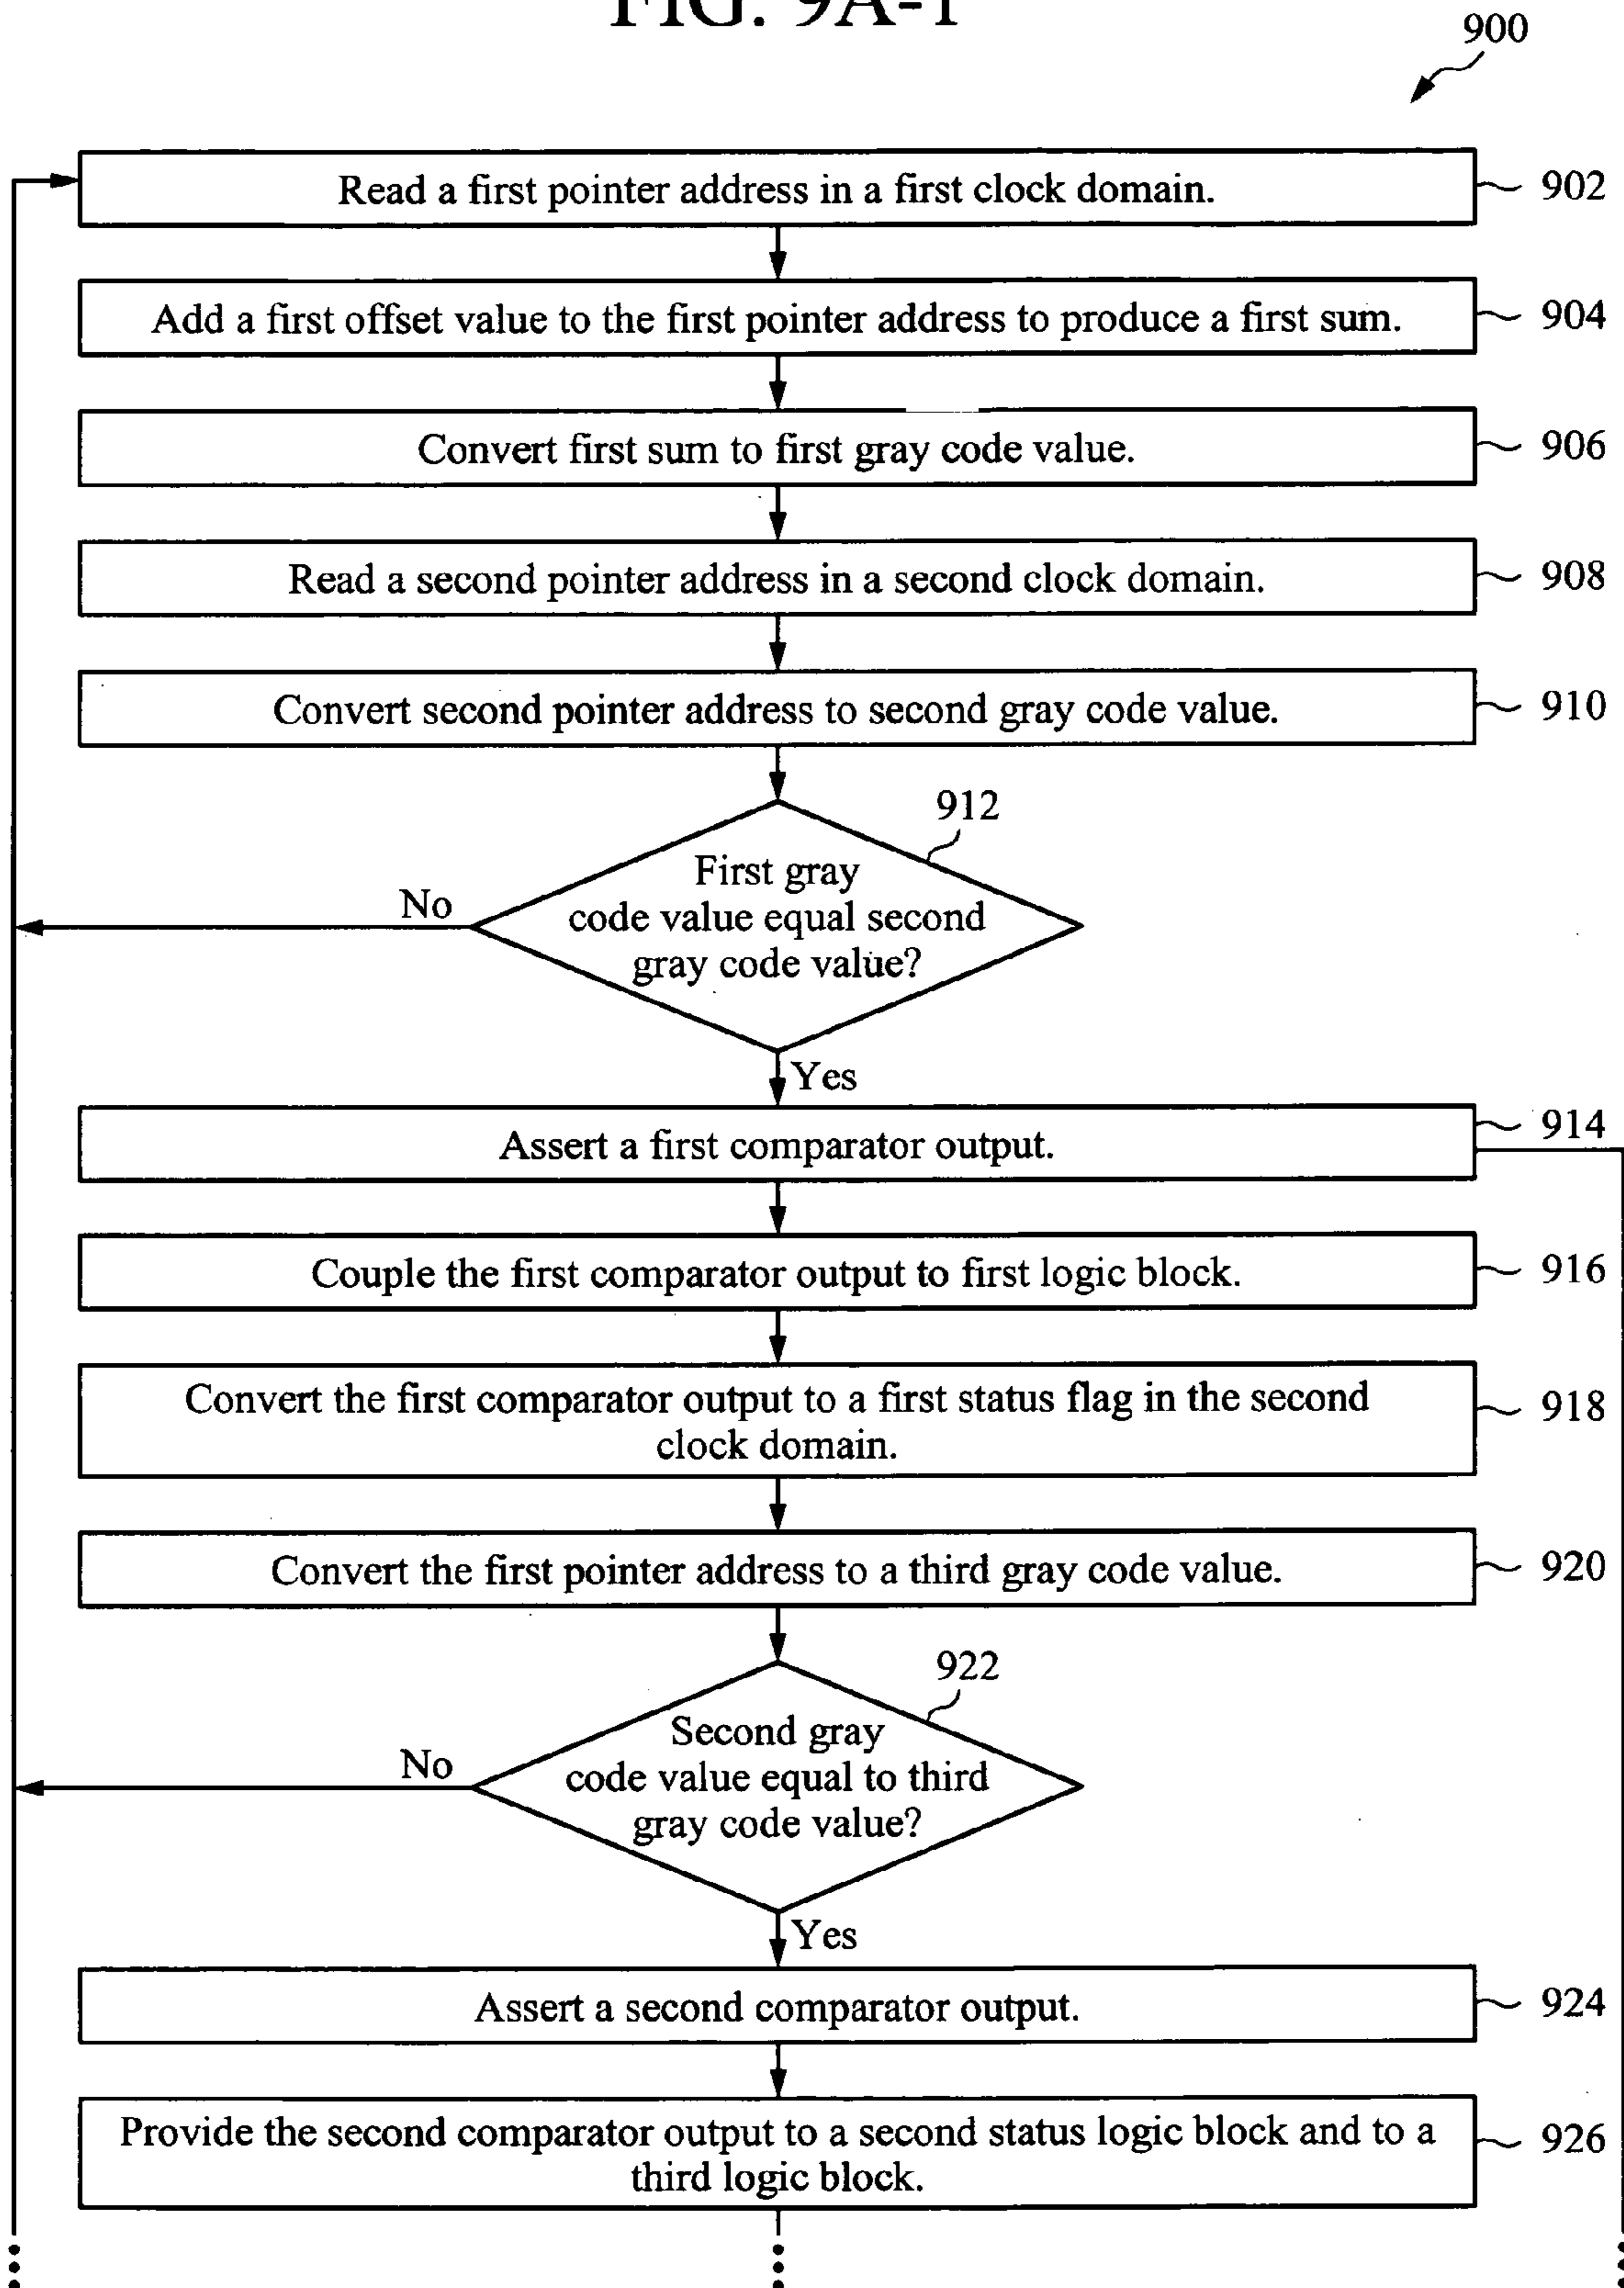 FIG. 9A-1
900
Read a first pointer address in a first clock domain.
902
Add a first offset value to the first pointer address to produce a first sum.
904
Convert first sum to first gray code value.
906
Read a second pointer address in a second clock domain.
908
Convert second pointer address to second gray code value.
910
912
First gray
code value equal second
gray code value?
No
Yes
Assert a first comparator output.
914
Couple the first comparator output to first logic block.
916
Convert the first comparator output to a first status flag in the second
clock domain.
918
Convert the first pointer address to a third gray code value.
920
922
Second gray
code value equal to third
gray code value?
No
Yes
Assert a second comparator output.
924
Provide the second comparator output to a second status logic block and to a
third logic block.
926